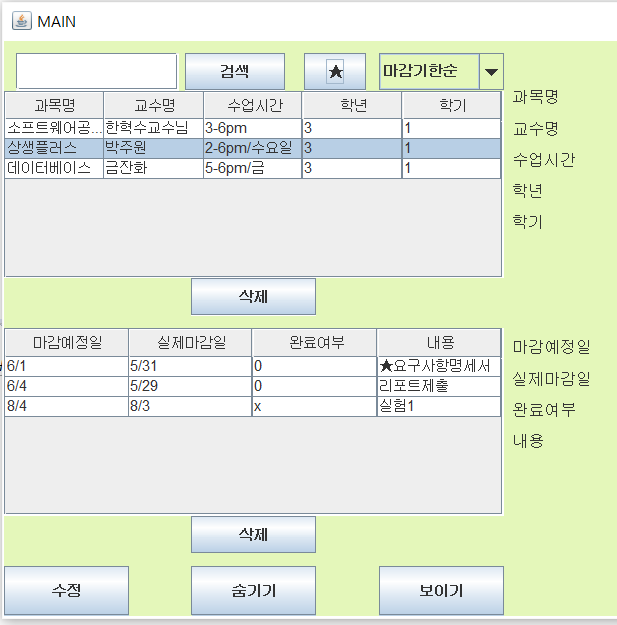 MAIN
검색 ★ 마감기한순
과목명 교수명 수업시간 학년 학기
소프트웨어공... 한혁수교수님 3-6pm 3 1
상생플러스 박주원 2-6pm/수요일 3 1
데이터베이스 금잔화 5-6pm/금 3 1
과목명
교수명
수업시간
학년
학기
삭제
마감예정일 실제마감일 완료여부 내용
6/1 5/31 0 ★요구사항명세서
6/4 5/29 0 리포트제출
8/4 8/3 x 실험1
마감예정일
실제마감일
완료여부
내용
삭제
수정 숨기기 보이기